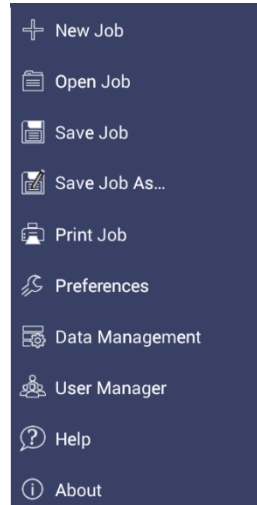 New Job
Open Job
Save Job
Save Job As...
Print Job
Preferences
Data Management
User Manager
Help
About